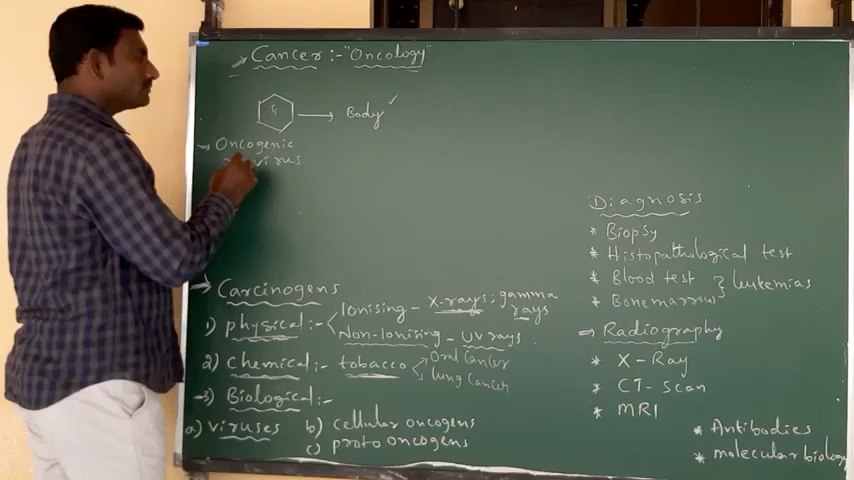 Cancer :- "Oncology"
Body
Oncogenic
virus.
Carcinogens
1) physical :- Ionising - X-rays, gamma rays
Non-Ionising - UV rays
2) chemical :- tobacco Oral Cancer
lung cancer
3) Biological :-
a) viruses b) cellular oncogens
c) proto oncogens
Diagnosis
* Biopsy
* Histopathological test
* Blood test } leukemias
* Bonemarrow
Radiography
* X-Ray
* CT-Scan
* MRI
* Antibodies
* molecular biology